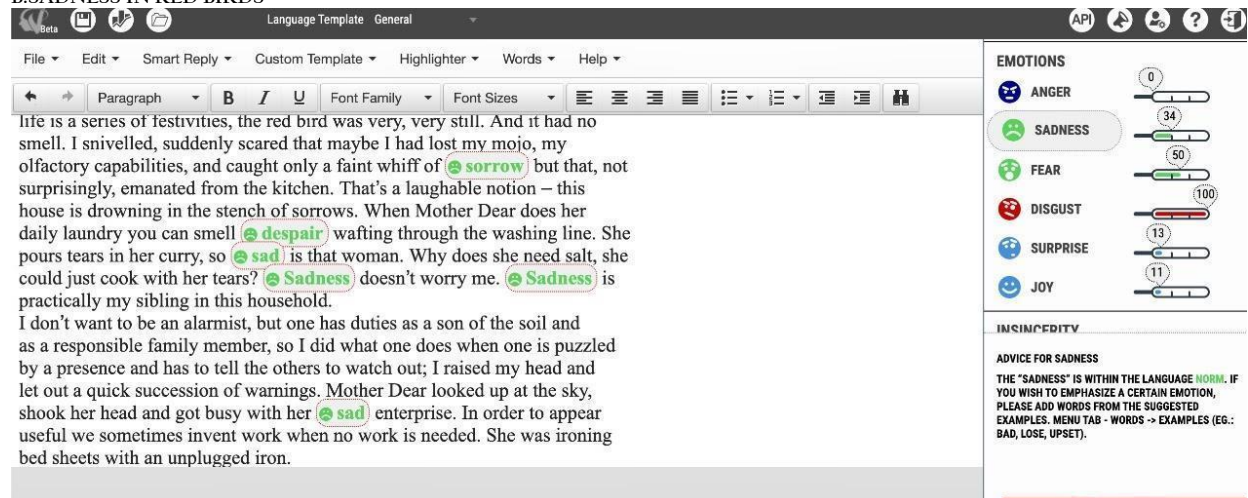 B.SADNESS IN RED BIRDS
Beta Language Template General API ?
File Edit Smart Reply Custom Template Highlighter Words Help
Paragraph B I U Font Family Font Sizes
life is a series of festivities, the red bird was very, very still. And it had no
smell. I snivelled, suddenly scared that maybe I had lost my mojo, my
olfactory capabilities, and caught only a faint whiff of sorrow but that, not
surprisingly, emanated from the kitchen. That’s a laughable notion – this
house is drowning in the stench of sorrows. When Mother Dear does her
daily laundry you can smell despair wafting through the washing line. She
pours tears in her curry, so sad is that woman. Why does she need salt, she
could just cook with her tears? Sadness doesn’t worry me. Sadness is
practically my sibling in this household.
I don’t want to be an alarmist, but one has duties as a son of the soil and
as a responsible family member, so I did what one does when one is puzzled
by a presence and has to tell the others to watch out; I raised my head and
let out a quick succession of warnings. Mother Dear looked up at the sky,
shook her head and got busy with her sad enterprise. In order to appear
useful we sometimes invent work when no work is needed. She was ironing
bed sheets with an unplugged iron.
EMOTIONS
ANGER 0
SADNESS 34
FEAR 50
DISGUST 100
SURPRISE 13
JOY 11
INSINCERITY
ADVICE FOR SADNESS
THE "SADNESS" IS WITHIN THE LANGUAGE NORM. IF
YOU WISH TO EMPHASIZE A CERTAIN EMOTION,
PLEASE ADD WORDS FROM THE SUGGESTED
EXAMPLES. MENU TAB - WORDS -> EXAMPLES (EG.:
BAD, LOSE, UPSET).